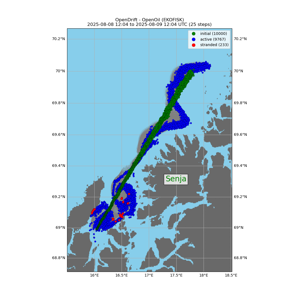 OpenDrift - OpenOil (EKOFISK)
2025-08-08 12:04 to 2025-08-09 12:04 UTC (25 steps)
initial (10000)
active (9767)
stranded (233)
70.2°N
70.2°N
70°N
70°N
69.8°N
69.8°N
69.6°N
69.6°N
69.4°N
69.4°N
Senja
69.2°N
69.2°N
69°N
69°N
68.8°N
68.8°N
16°E
16.5°E
17°E
17.5°E
18°E
18.5°E